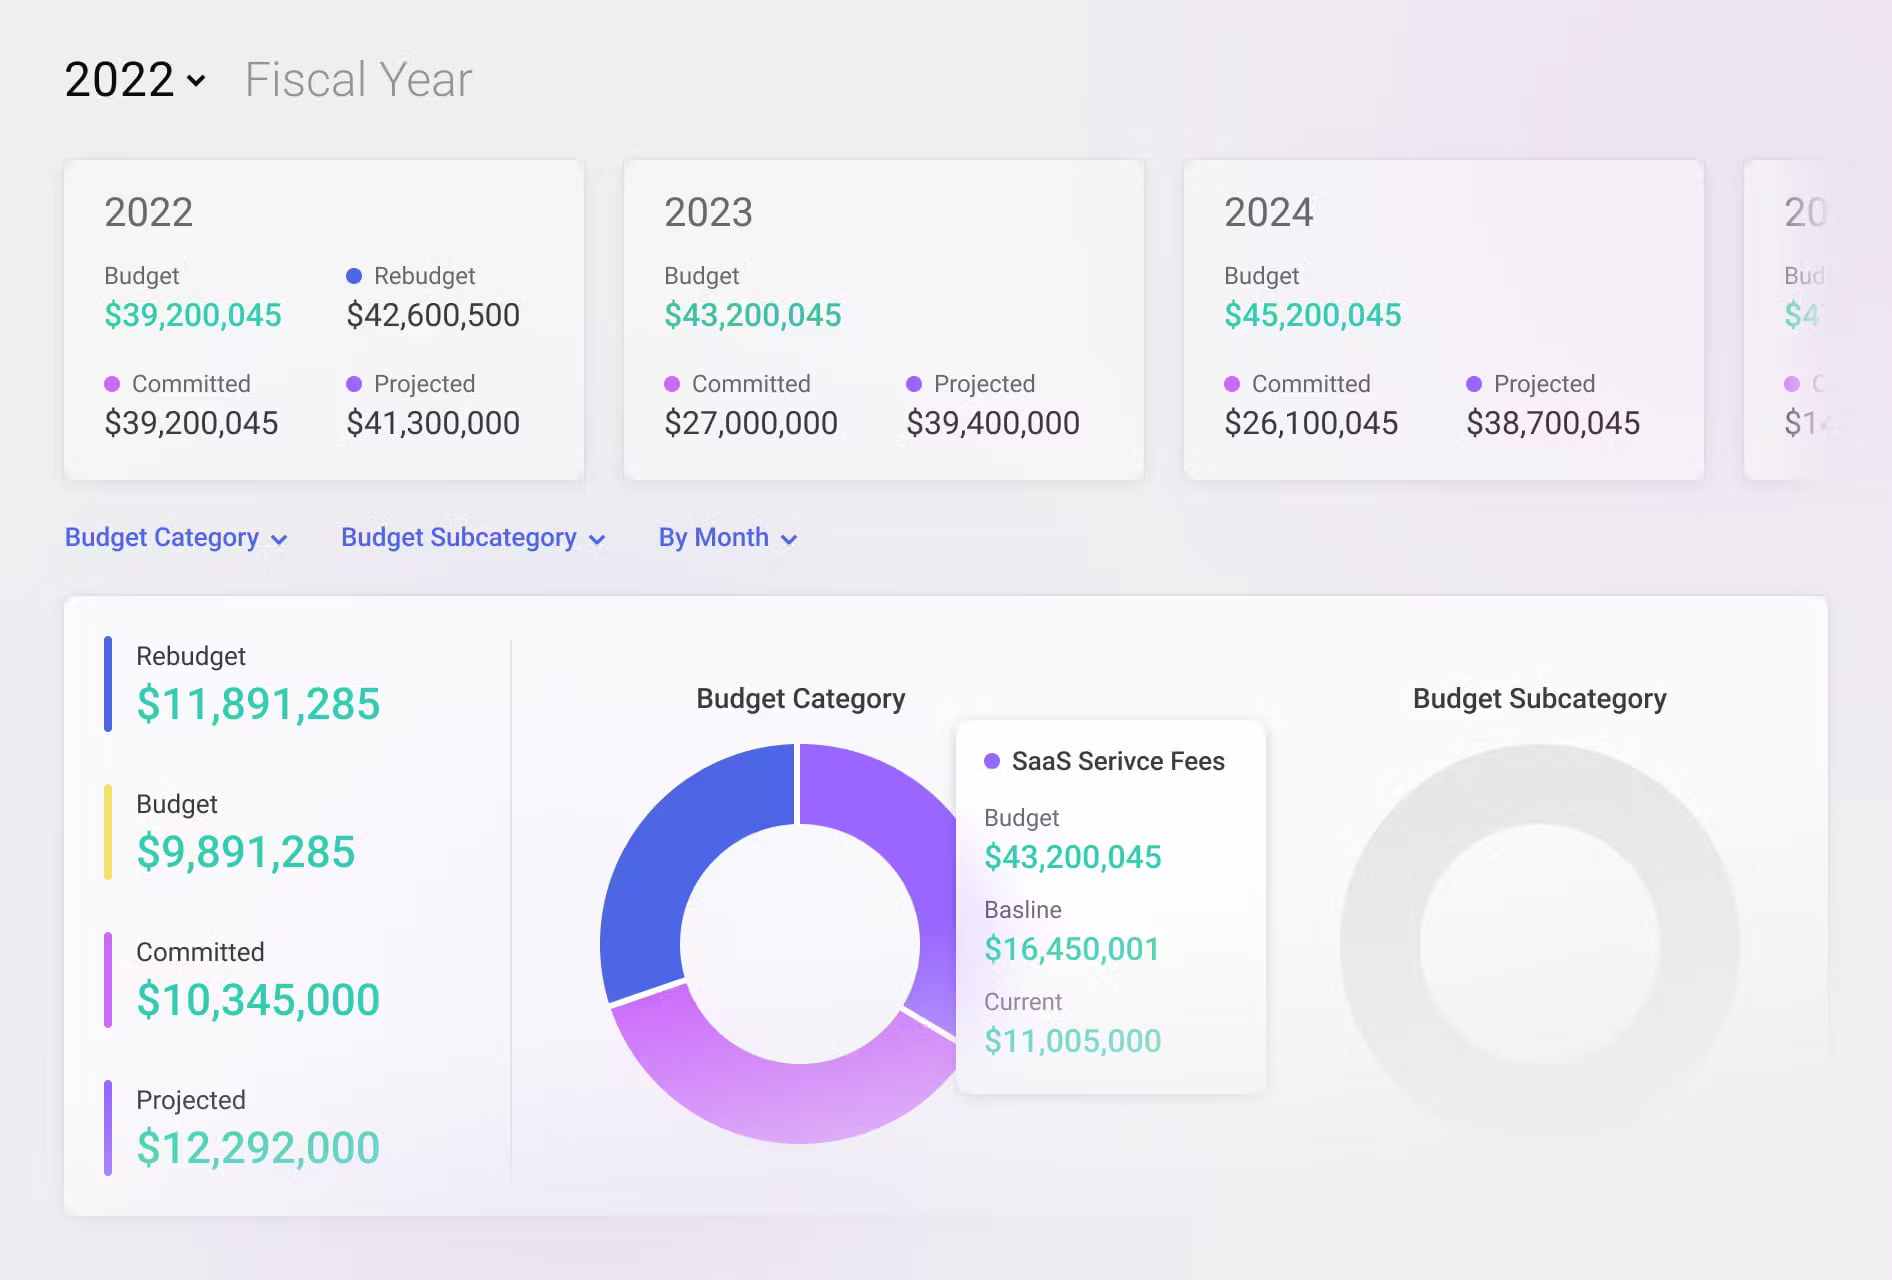 2022 Fiscal Year
2022
Budget
$39,200,045
Rebudget
$42,600,500
Committed
$39,200,045
Projected
$41,300,000
2023
Budget
$43,200,045
Committed
$27,000,000
Projected
$39,400,000
2024
Budget
$45,200,045
Committed
$26,100,045
Projected
$38,700,045
Budget Category Budget Subcategory By Month
Rebudget
$11,891,285
Budget
$9,891,285
Committed
$10,345,000
Projected
$12,292,000
Budget Category
SaaS Serivce Fees
Budget
$43,200,045
Basline
$16,450,001
Current
$11,005,000
Budget Subcategory